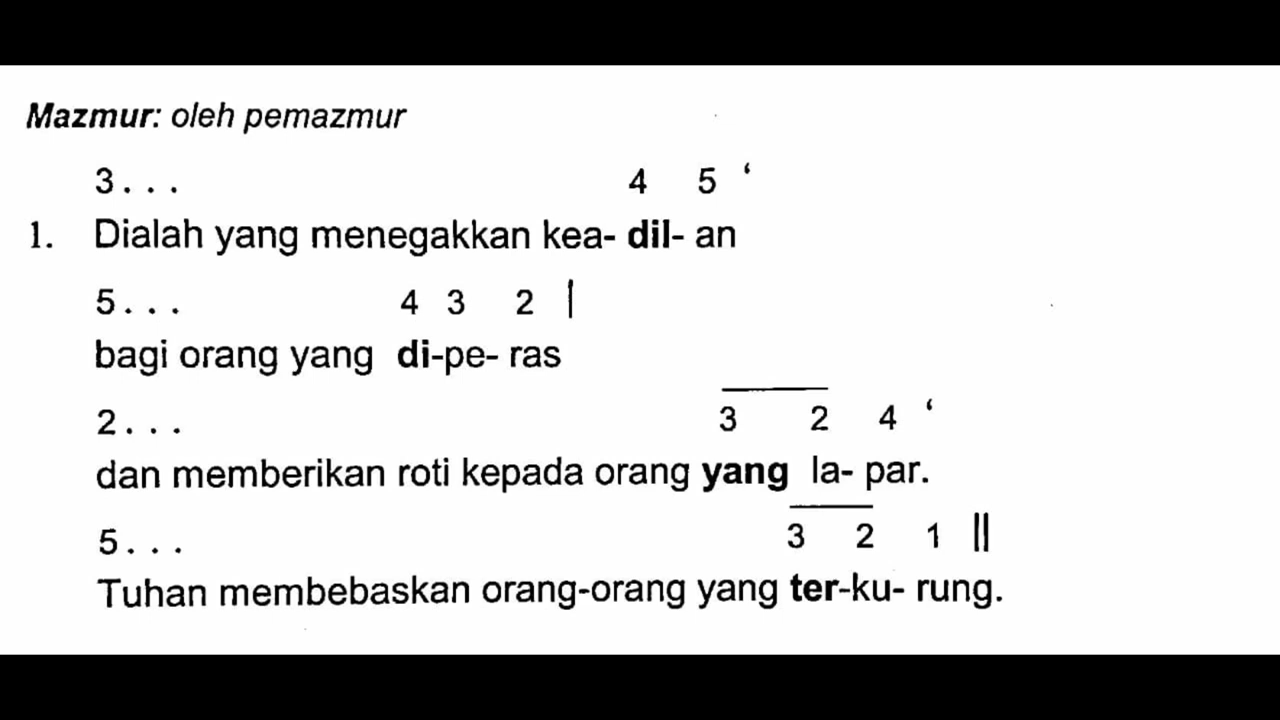 Mazmur: oleh pemazmur
3 . . . 4 5 ‘
1. Dialah yang menegakkan kea- dil- an
5 . . . 4 3 2 |
bagi orang yang di-pe- ras
2 . . . 3 2 4 ‘
dan memberikan roti kepada orang yang la- par.
5 . . . 3 2 1 ||
Tuhan membebaskan orang-orang yang ter-ku- rung.